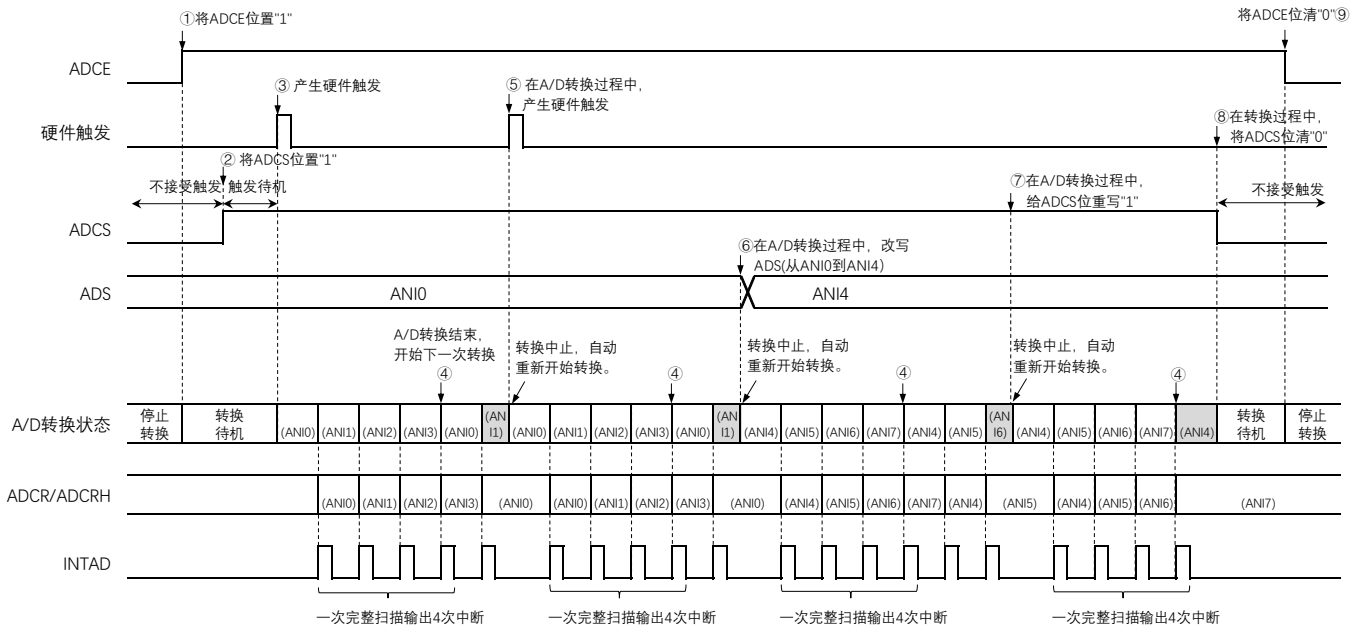 ①将ADCE位置"1"
将ADCE位清"0"⑨
ADCE
③ 产生硬件触发
⑤ 在A/D转换过程中，
产生硬件触发
硬件触发
⑧在转换过程中，
将ADCS位清"0"
② 将ADCS位置"1"
不接受触发
触发待机
⑦在A/D转换过程中，
给ADCS位重写"1"
不接受触发
ADCS
⑥在A/D转换过程中，改写
ADS(从ANI0到ANI4)
ADS
ANI0
ANI4
A/D转换结束，
开始下一次转换
④
转换中止，自动
重新开始转换。
④
转换中止，自动
重新开始转换。
④
转换中止，自动
重新开始转换。
④
A/D转换状态
停止
转换
转换
待机
(ANI0) (ANI1) (ANI2) (ANI3) (ANI0)
(AN
I1)
(ANI0) (ANI1) (ANI2) (ANI3) (ANI0)
(AN
I1)
(ANI4) (ANI5) (ANI6) (ANI7) (ANI4) (ANI5)
(AN
I6)
(ANI4) (ANI5) (ANI6) (ANI7) (ANI4)
转换
待机
停止
转换
ADCR/ADCRH
(ANI0) (ANI1) (ANI2) (ANI3) (ANI0) (ANI0) (ANI1) (ANI2) (ANI3) (ANI0) (ANI4) (ANI5) (ANI6) (ANI7) (ANI4) (ANI5) (ANI4) (ANI5) (ANI6) (ANI7)
INTAD
一次完整扫描输出4次中断
一次完整扫描输出4次中断
一次完整扫描输出4次中断
一次完整扫描输出4次中断